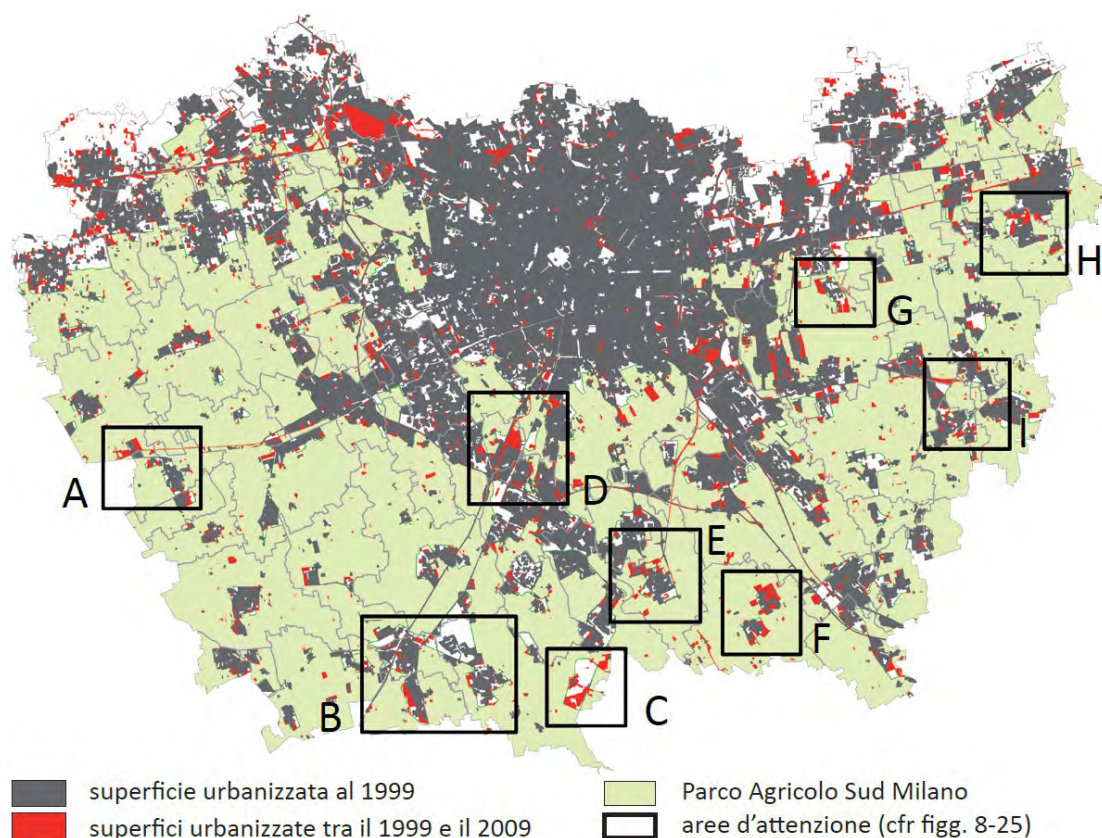 H
G
I
A
D
E
F
B
C
superficie urbanizzata al 1999
Parco Agricolo Sud Milano
superfici urbanizzate tra il 1999 e il 2009
aree d'attenzione (cfr figg. 8-25)